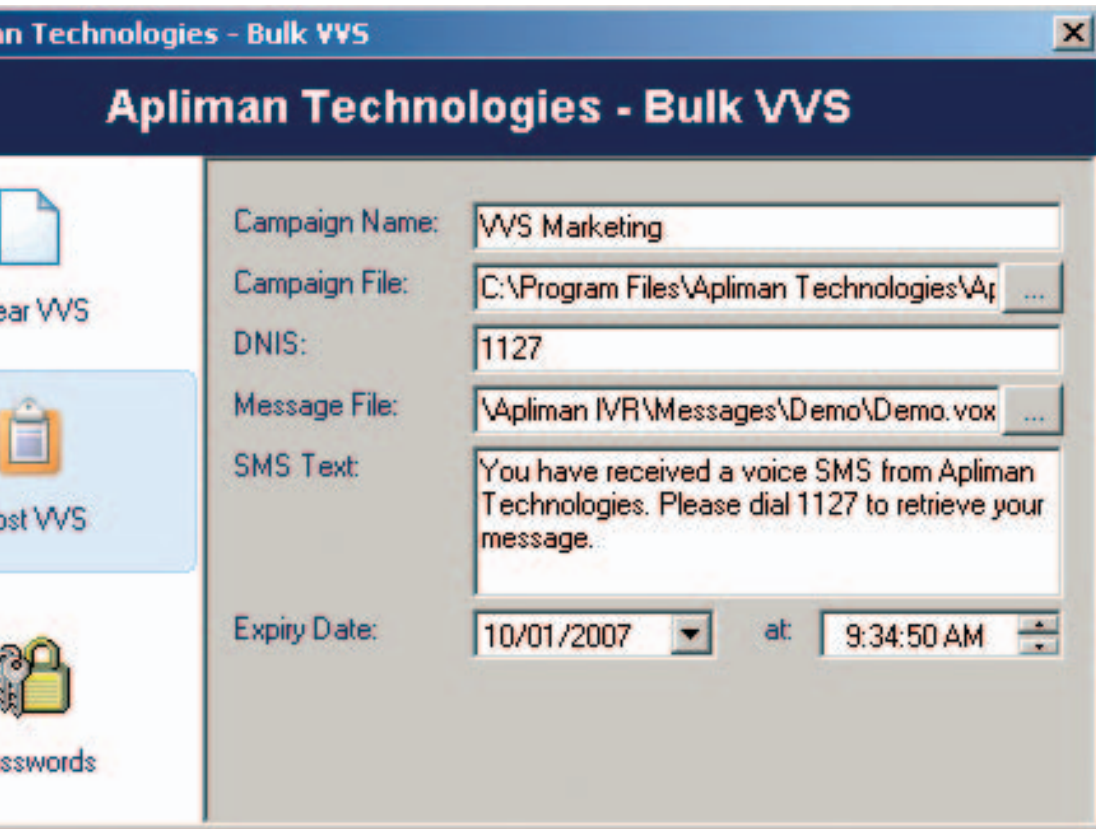 an Technologies - Bulk VVS
Apliman Technologies - Bulk VVS
Campaign Name:
VVS Marketing
Campaign File:
C:\Program Files\Apliman Technologies\Ap
...
ear VVS
DNIS:
1127
Message File:
\Apliman IVR\Messages\Demo\Demo.vox
...
SMS Text:
You have received a voice SMS from Apliman
Technologies. Please dial 1127 to retrieve your
message.
ost VVS
Expiry Date:
10/01/2007
at:
9:34:50 AM
sswords